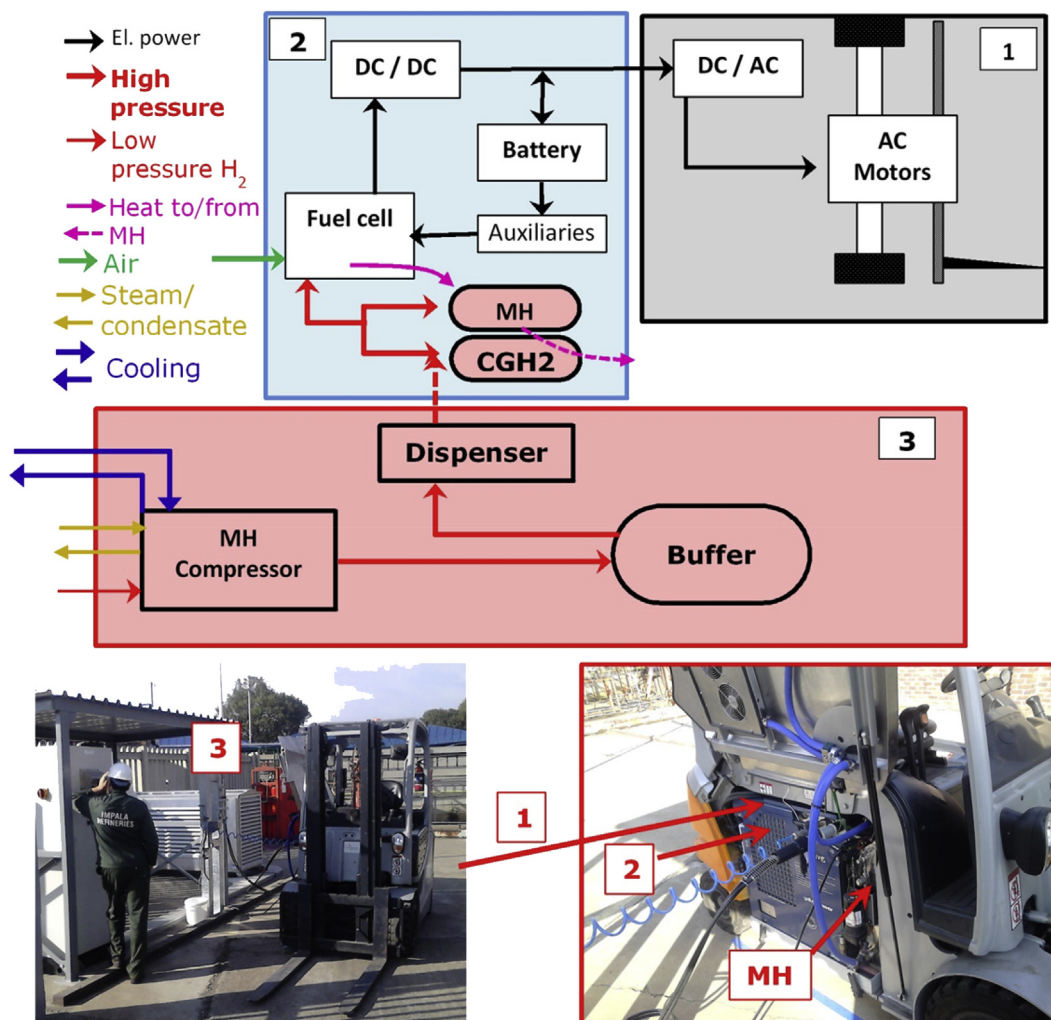 El. power
High
pressure
Low
pressure H₂
Heat to/from
MH
Air
Steam/
condensate
Cooling
2
DC / DC
Battery
Fuel cell
Auxiliaries
MH
CGH2
1
DC / AC
AC
Motors
3
Dispenser
MH
Compressor
Buffer
3
IMPALA
REFINERIES
1
2
MH